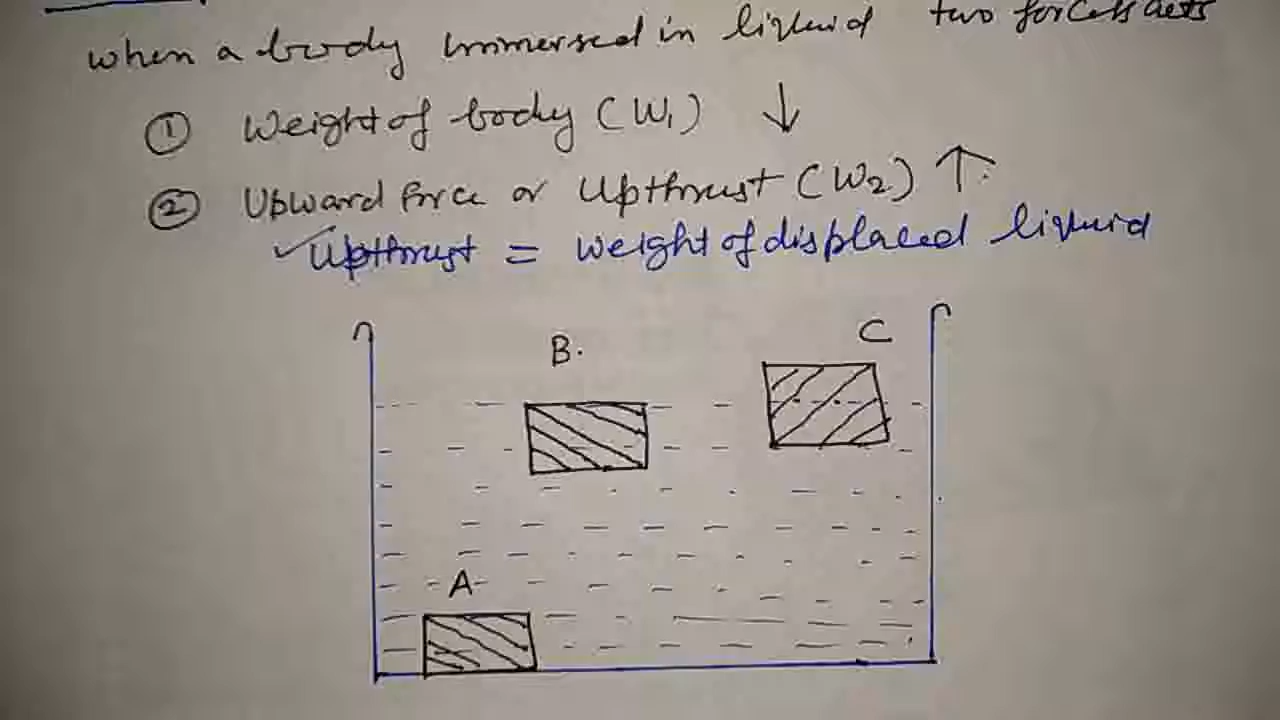 when a body immersed in liquid two forces acts
① Weight of body (W₁) ↓
② Upward force or Upthrust (W₂) ↑
✓Upthrust = weight of displaced liquid
B.
C
A